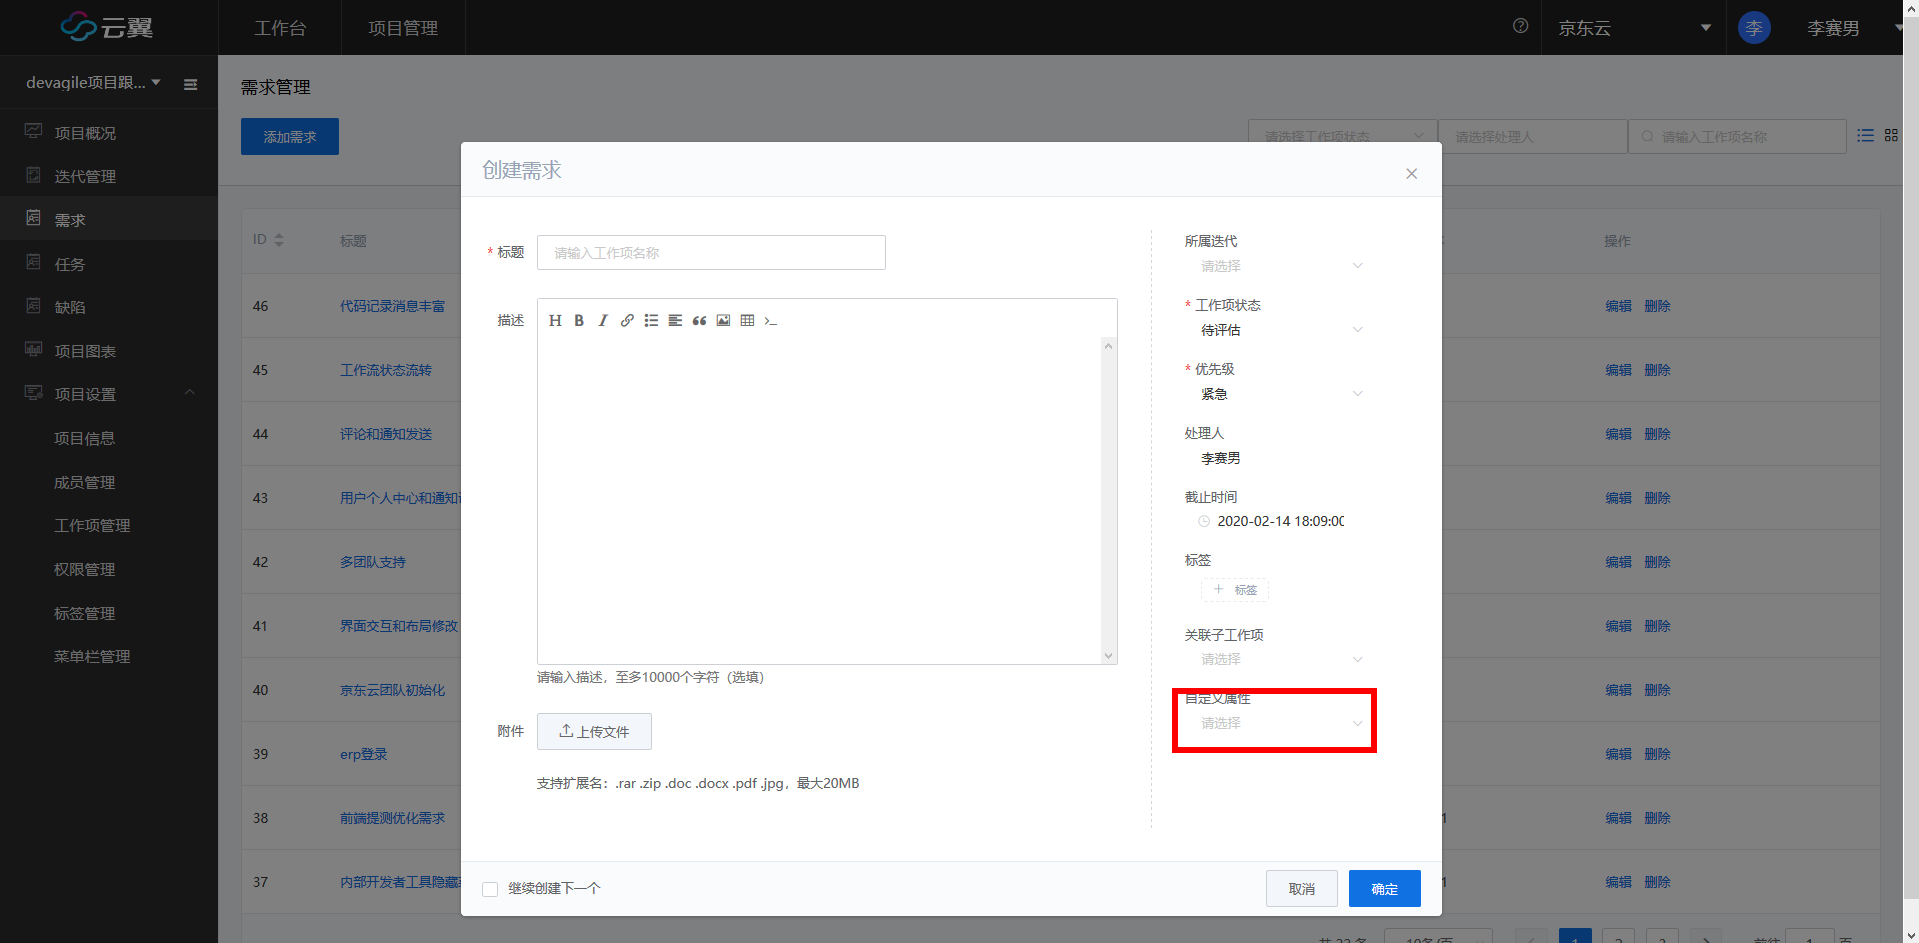 云翼
工作台
项目管理
京东云
李
李赛男
devagile项目跟...
项目概况
迭代管理
需求
任务
缺陷
项目图表
项目设置
项目信息
成员管理
工作项管理
权限管理
标签管理
菜单栏管理
需求管理
添加需求
请选择工作项状态
请选择处理人
请输入工作项名称
ID
标题
操作
46
代码记录消息丰富
编辑 删除
45
工作流状态流转
编辑 删除
44
评论和通知发送
编辑 删除
43
用户个人中心和通知
编辑 删除
42
多团队支持
编辑 删除
41
界面交互和布局修改
编辑 删除
40
京东云团队初始化
编辑 删除
39
erp登录
编辑 删除
38
前端提测优化需求
1
编辑 删除
37
内部开发者工具隐藏
1
编辑 删除
创建需求
* 标题
请输入工作项名称
描述
H B I
请输入描述，至多10000个字符（选填）
附件
上传文件
支持扩展名：.rar .zip .doc .docx .pdf .jpg，最大20MB
所属迭代
请选择
* 工作项状态
待评估
* 优先级
紧急
处理人
李赛男
截止时间
2020-02-14 18:09:00
标签
+ 标签
关联子工作项
请选择
自定义属性
请选择
继续创建下一个
取消
确定